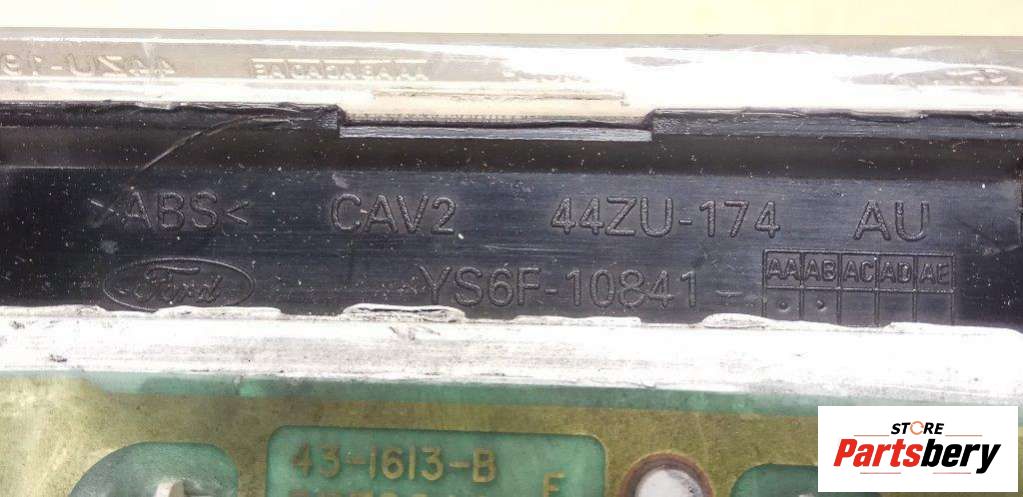 >ABS< CAV2 44ZU-174 AU
Ford YS6F-10841- AA AB AC AD AE
43-1613-B
STORE
Partsbery